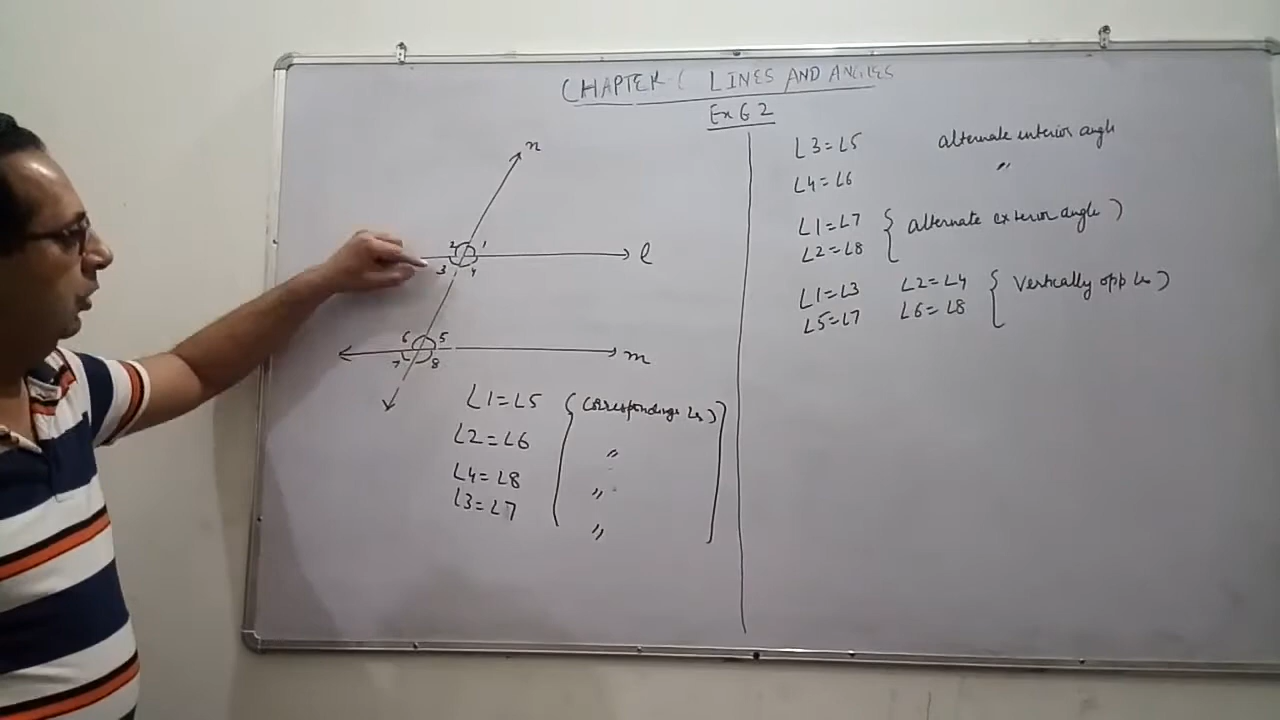 CHAPTER 6 LINES AND ANGLES
Ex 6 2
n
2 1
l
3 4
6 5
m
7 8
∠1=∠5 (Corresponding ∠s)
∠2=∠6 〃
∠4=∠8 〃
∠3=∠7 〃
∠3=∠5 alternate interior angle
∠4=∠6 〃
∠1=∠7 { alternate exterior angle )
∠2=∠8
∠1=∠3 ∠2=∠4 { Vertically opp ∠s )
∠5=∠7 ∠6=∠8